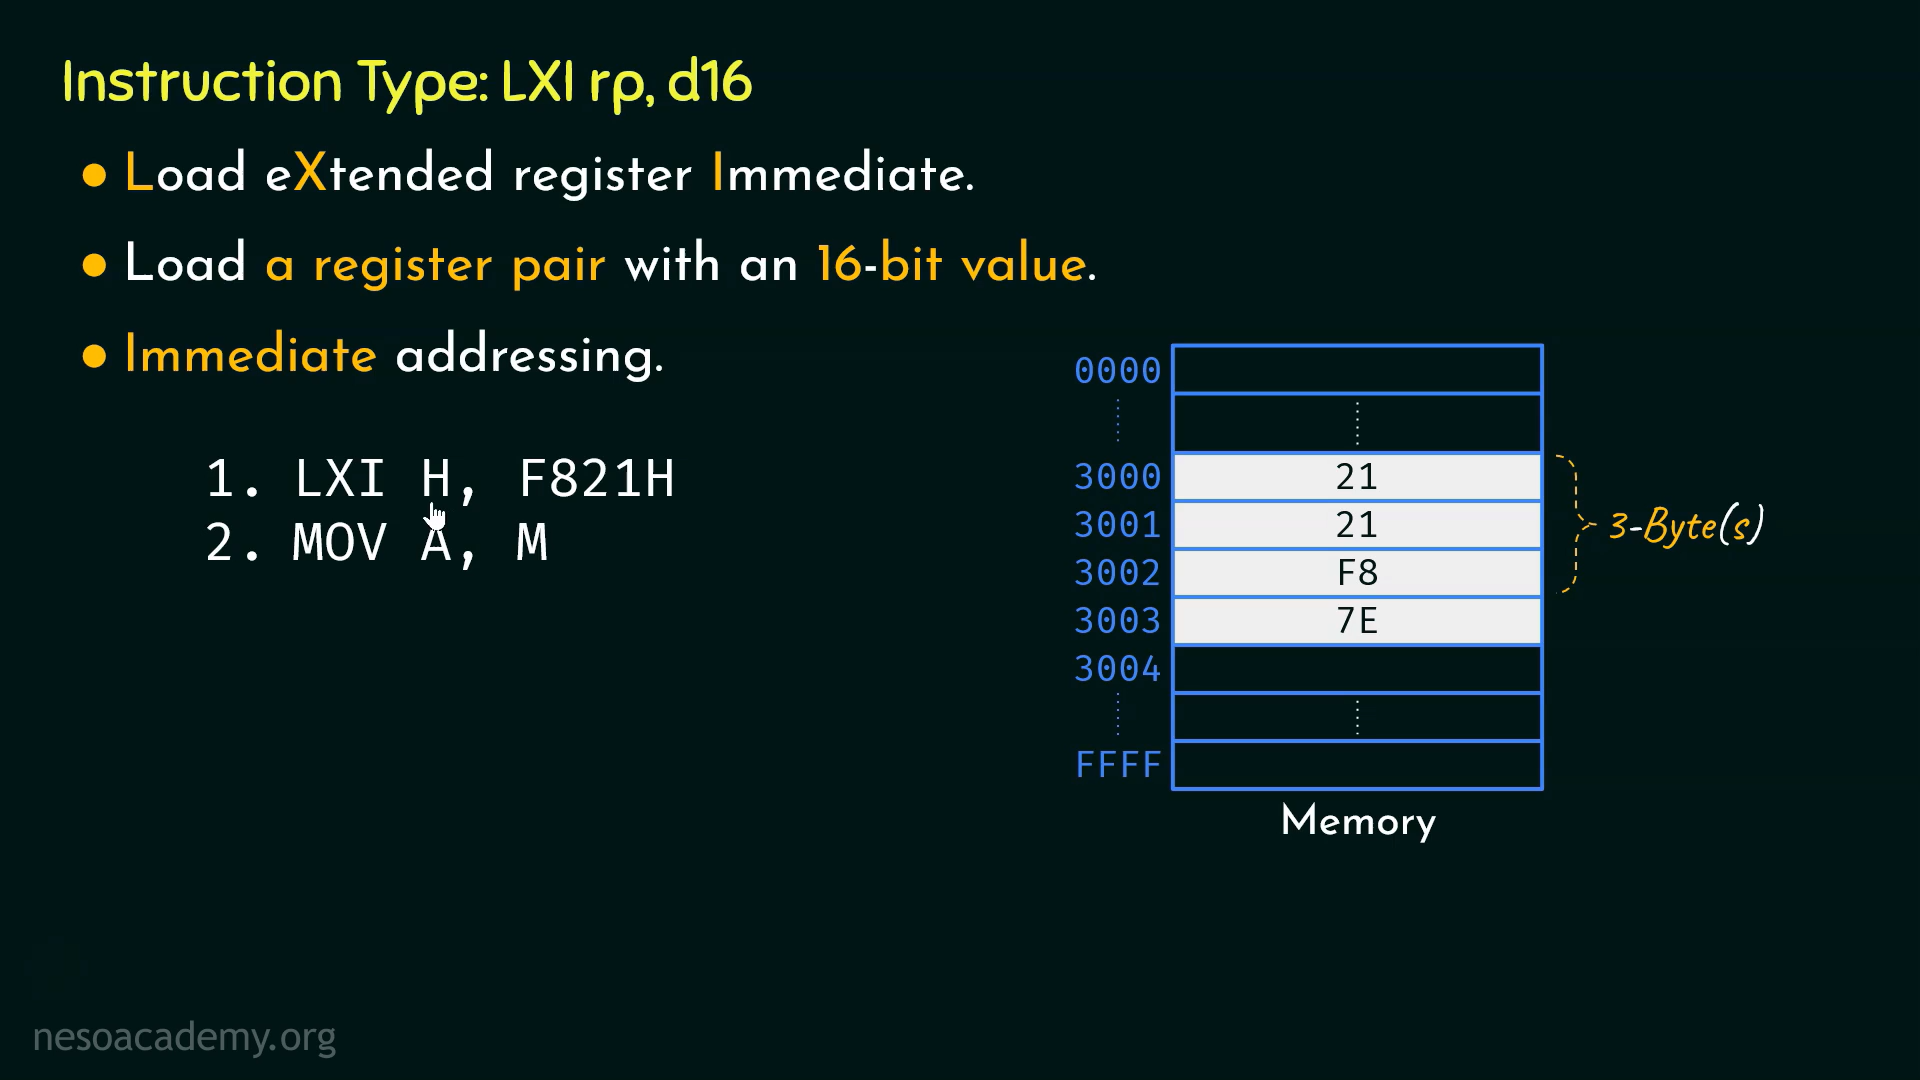 Instruction Type: LXI rp, d16
● Load eXtended register Immediate.
● Load a register pair with an 16-bit value.
● Immediate addressing.
1. LXI H, F821H
2. MOV A, M
0000
3000 21
3001 21
3002 F8
3003 7E
3004
FFFF
3-Byte(s)
Memory
nesoacademy.org